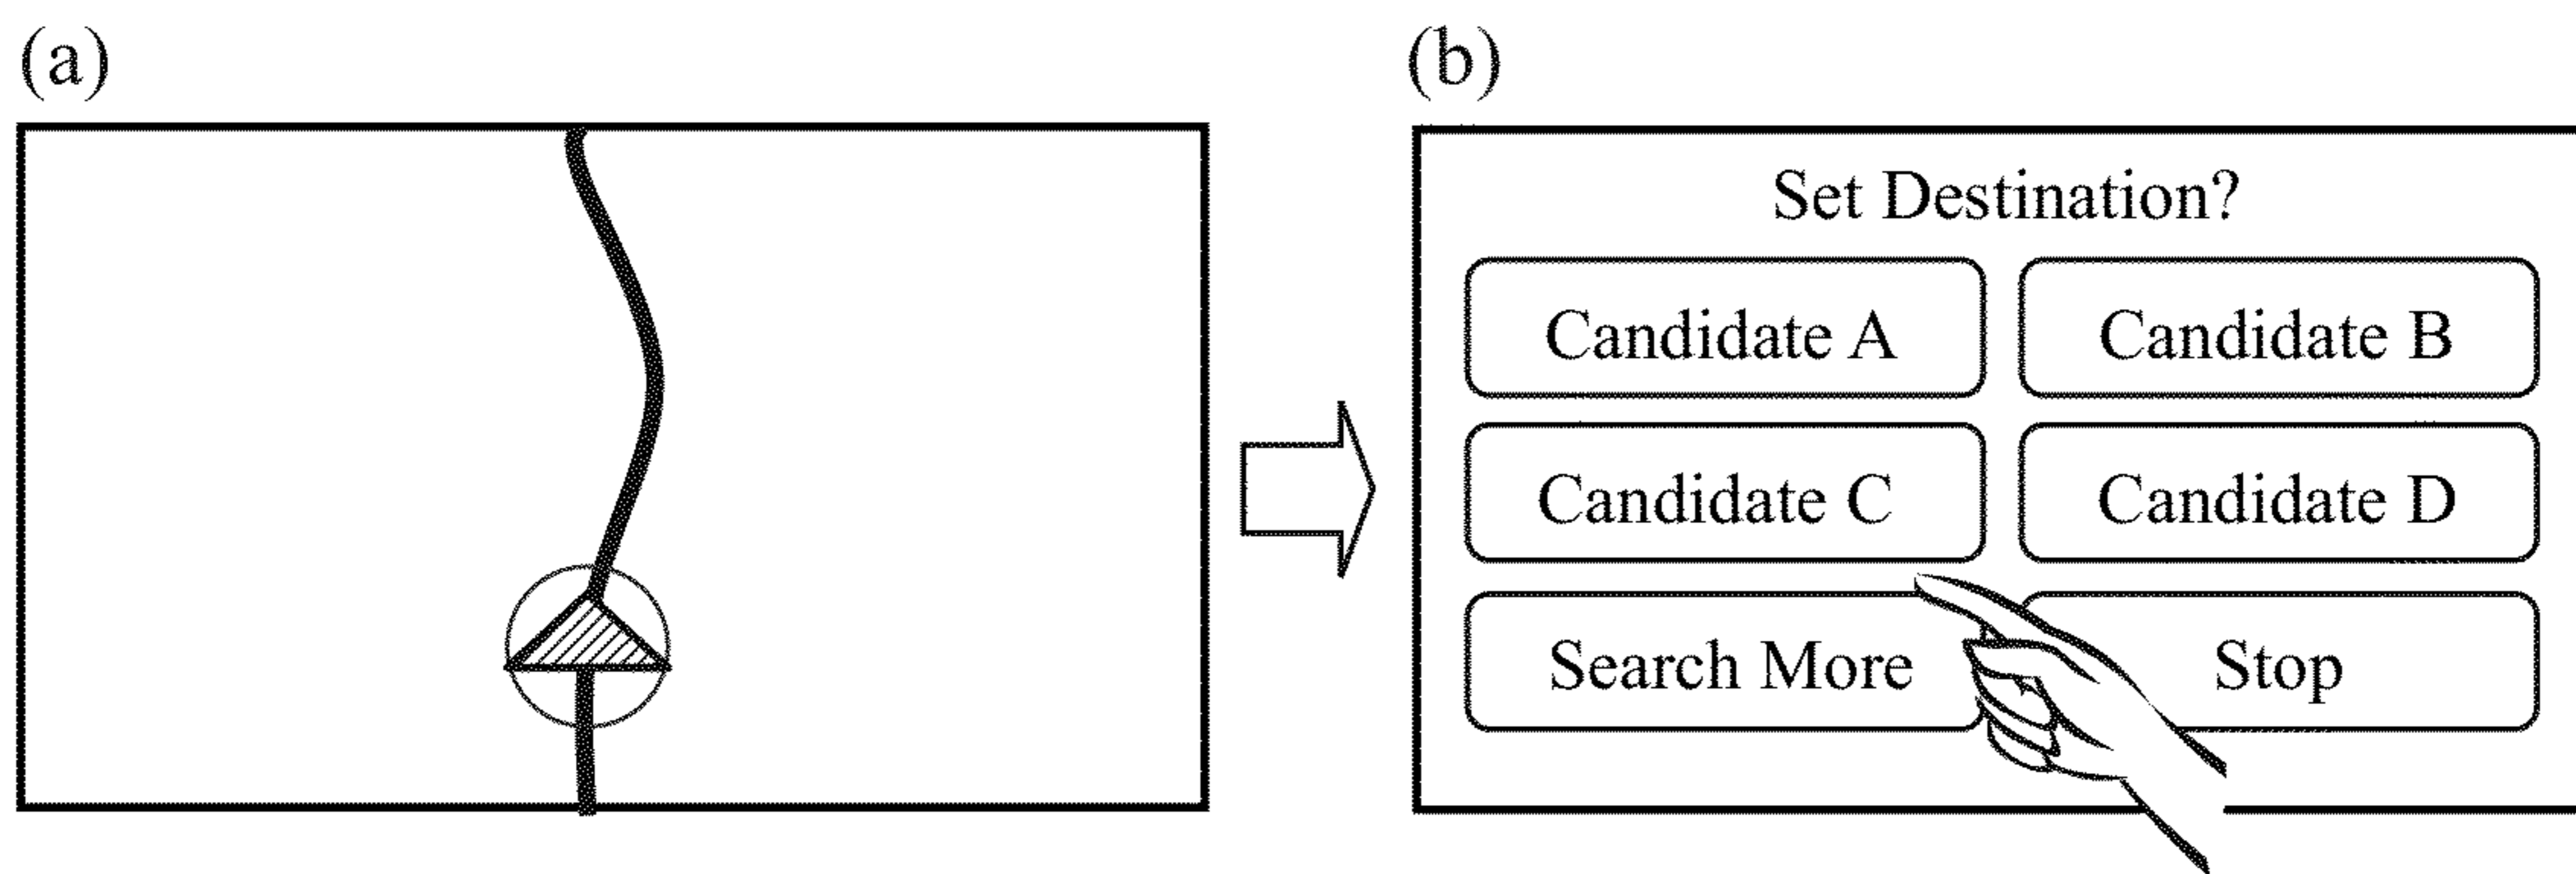 (a)
(b)
Set Destination?
Candidate A
Candidate B
Candidate C
Candidate D
Search More
Stop